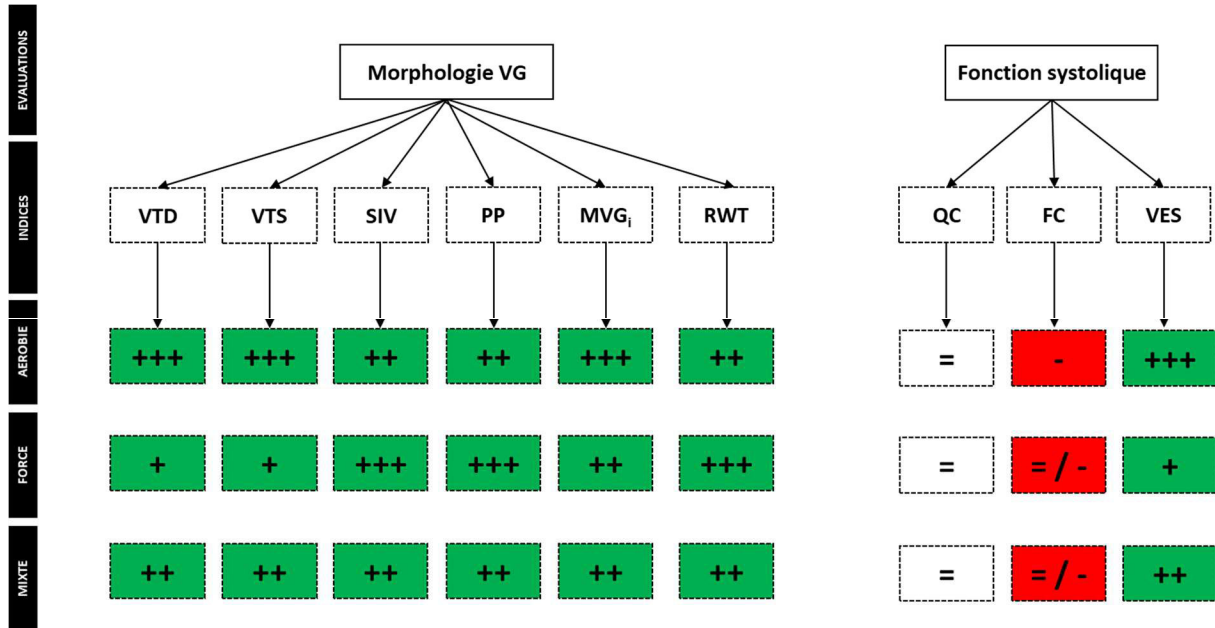 EVALUATIONS
Morphologie VG
Fonction systolique
INDICES
VTD VTS SIV PP MVGi RWT QC FC VES
AEROBIE
+++ +++ ++ ++ +++ ++ = - +++
FORCE
+ + +++ +++ ++ +++ = = / - +
MIXTE
++ ++ ++ ++ ++ ++ = = / - ++